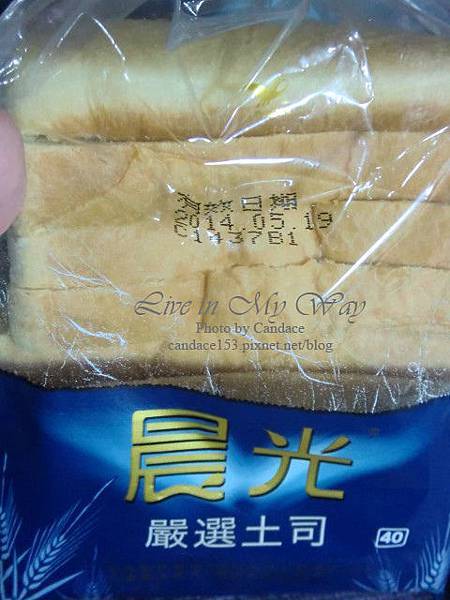 有效日期
2014.05.19
1437B1
Live in My Way
Photo by Candace
candace153.pixnet.net/blog
晨光
嚴選土司
40